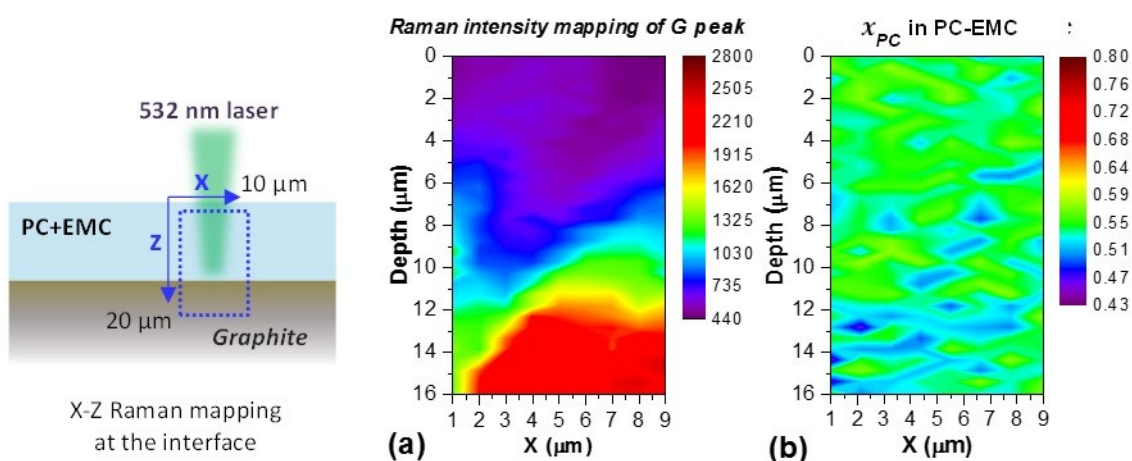 532 nm laser
X
10 µm
PC+EMC
Z
20 µm
Graphite
X-Z Raman mapping
at the interface
Raman intensity mapping of G peak
Depth (µm)
0
2
4
6
8
10
12
14
16
1 2 3 4 5 6 7 8 9
X (µm)
(a)
2800
2505
2210
1915
1620
1325
1030
735
440
x_PC in PC-EMC :
Depth (µm)
0
2
4
6
8
10
12
14
16
1 2 3 4 5 6 7 8 9
X (µm)
(b)
0.80
0.76
0.72
0.68
0.64
0.59
0.55
0.51
0.47
0.43